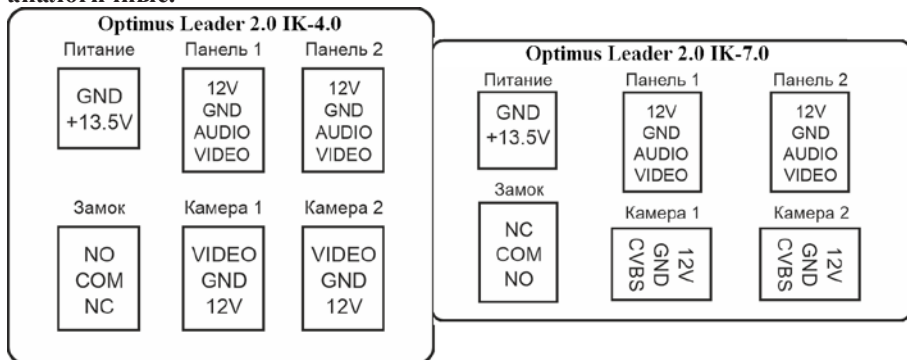 аналогичные.
Optimus Leader 2.0 IK-4.0
Питание Панель 1 Панель 2
GND
+13.5V
12V
GND
AUDIO
VIDEO
12V
GND
AUDIO
VIDEO
Замок Камера 1 Камера 2
NO
COM
NC
VIDEO
GND
12V
VIDEO
GND
12V
Optimus Leader 2.0 IK-7.0
Питание Панель 1 Панель 2
GND
+13.5V
12V
GND
AUDIO
VIDEO
12V
GND
AUDIO
VIDEO
Замок
NC
COM
NO
Камера 1 Камера 2
12V
GND
CVBS
12V
GND
CVBS